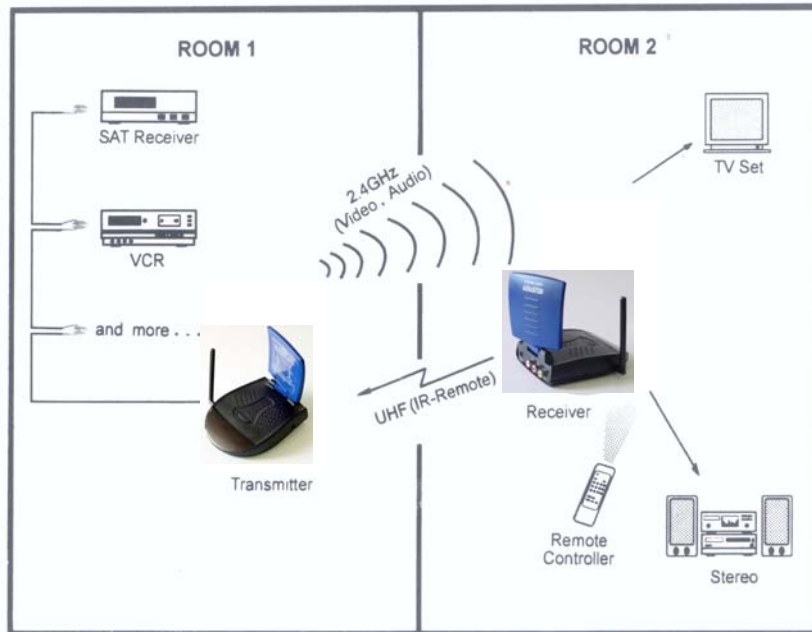 ROOM 1
SAT Receiver
VCR
and more . . .
Transmitter
2.4GHz
(Video, Audio)
UHF (IR-Remote)
ROOM 2
TV Set
Receiver
Remote
Controller
Stereo